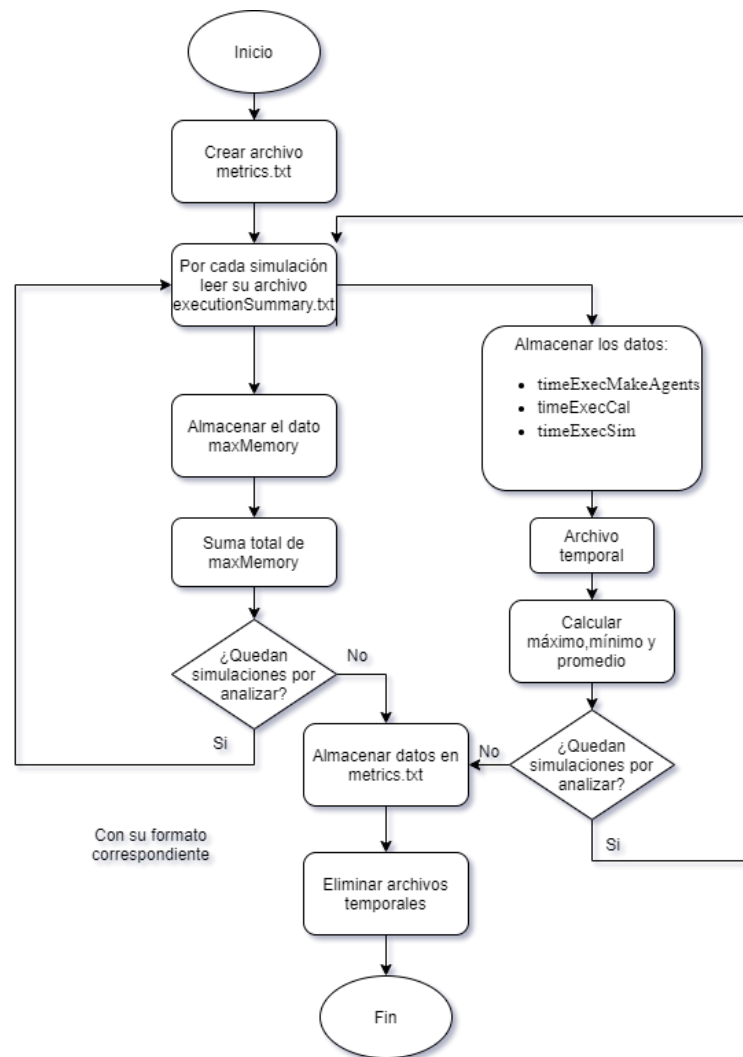 Inicio
Crear archivo
metrics.txt
Por cada simulación
leer su archivo
executionSummary.txt
Almacenar los datos:
• timeExecMakeAgents
• timeExecCal
• timeExecSim
Almacenar el dato
maxMemory
Suma total de
maxMemory
Archivo
temporal
Calcular
máximo,mínimo y
promedio
¿Quedan
simulaciones por
analizar?
No
Si
Almacenar datos en
metrics.txt
No
¿Quedan
simulaciones por
analizar?
Si
Con su formato
correspondiente
Eliminar archivos
temporales
Fin